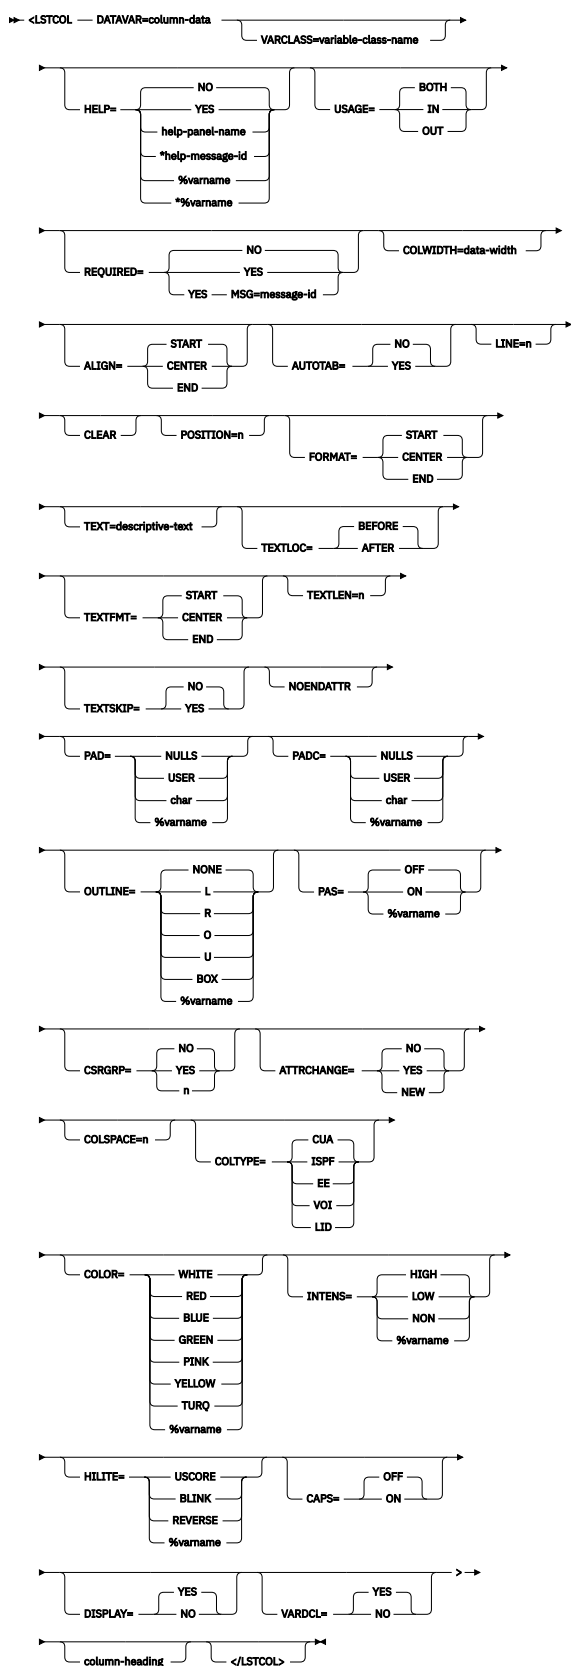 <LSTCOL DATAVAR=column-data
VARCLASS=variable-class-name
NO BOTH
HELP= YES USAGE= IN
help-panel-name OUT
*help-message-id
%varname
*%varname
NO COLWIDTH=data-width
REQUIRED= YES
YES MSG=message-id
START NO LINE=n
ALIGN= CENTER AUTOTAB= YES
END
CLEAR POSITION=n START
FORMAT= CENTER
END
TEXT=descriptive-text BEFORE
TEXTLOC= AFTER
START TEXTLEN=n
TEXTFMT= CENTER
END
NO NOENDATTR
TEXTSKIP= YES
PAD= NULLS PADC= NULLS
USER USER
char char
%varname %varname
NONE OFF
OUTLINE= L PAS= ON
R %varname
O
U
BOX
%varname
NO NO
CSRGRP= YES ATTRCHANGE= YES
n NEW
COLSPACE=n CUA
COLTYPE= ISPF
EE
VOI
LID
COLOR= WHITE HIGH
RED INTENS= LOW
BLUE NON
GREEN %varname
PINK
YELLOW
TURQ
%varname
HILITE= USCORE OFF
BLINK CAPS= ON
REVERSE
%varname
>
YES YES
DISPLAY= NO VARDCL= NO
column-heading </LSTCOL>